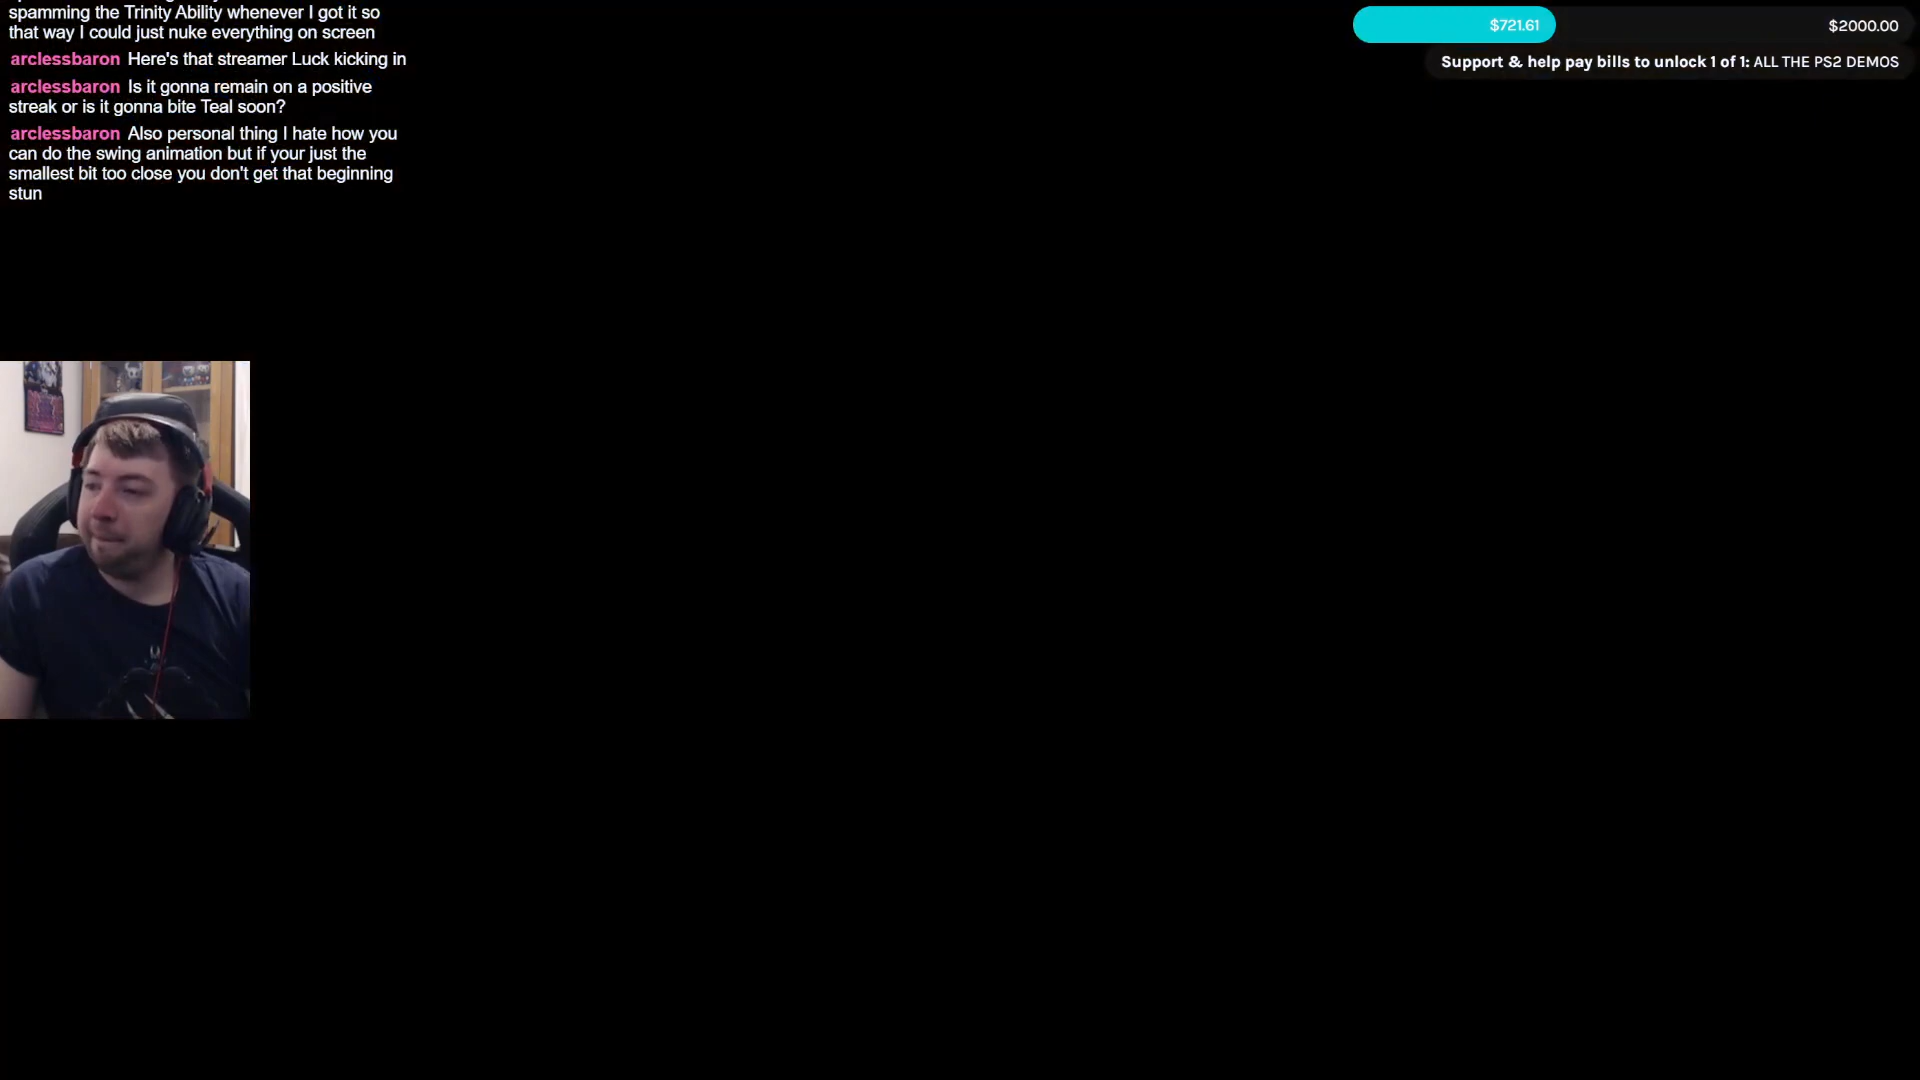 spamming the Trinity Ability whenever I got it so
that way I could just nuke everything on screen
arclessbaron Here's that streamer Luck kicking in
arclessbaron Is it gonna remain on a positive
streak or is it gonna bite Teal soon?
arclessbaron Also personal thing I hate how you
can do the swing animation but if your just the
smallest bit too close you don't get that beginning
stun
$721.61
$2000.00
Support & help pay bills to unlock 1 of 1: ALL THE PS2 DEMOS